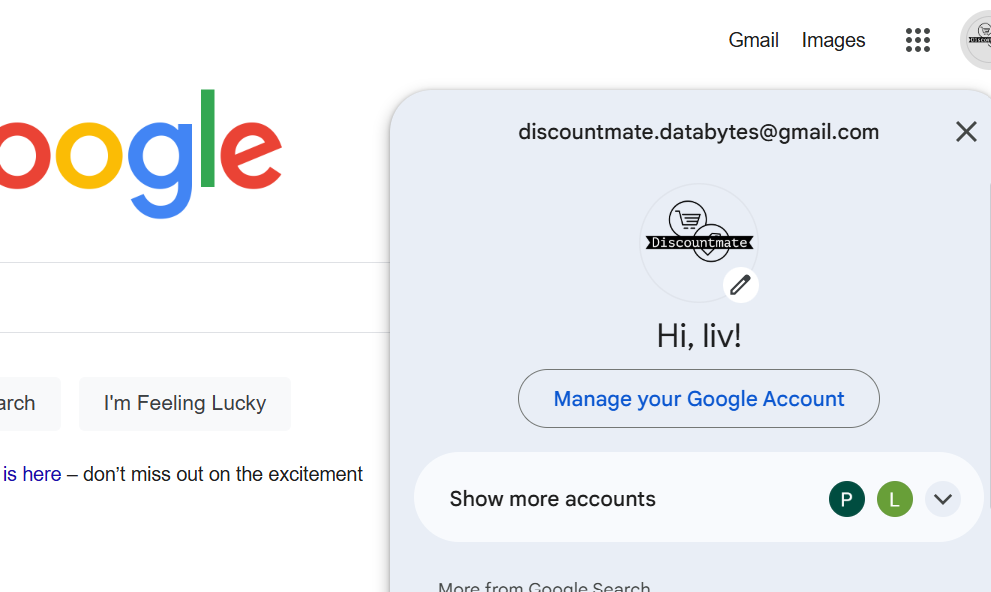 Gmail Images
oogle
discountmate.databytes@gmail.com
Discountmate
Hi, liv!
Manage your Google Account
arch
I'm Feeling Lucky
is here – don't miss out on the excitement
Show more accounts
P
L
More from Google Search